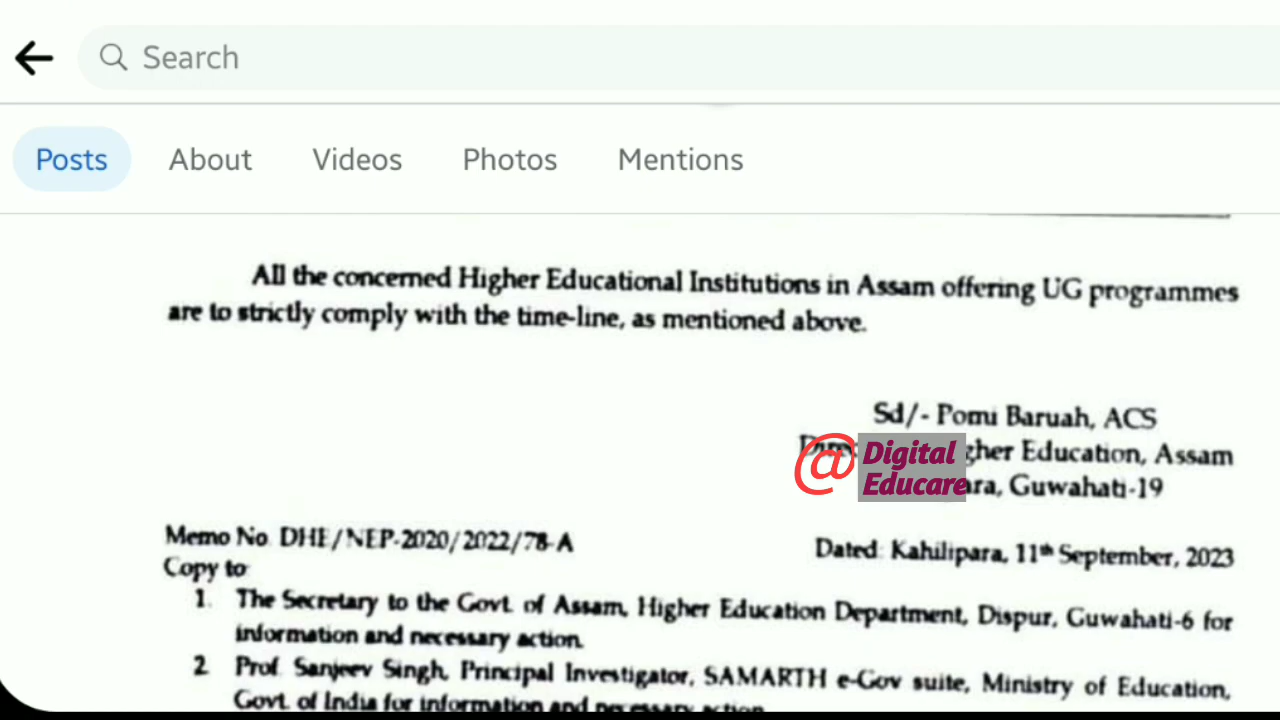 Search
Posts About Videos Photos Mentions
All the concerned Higher Educational Institutions in Assam offering UG programmes
are to strictly comply with the time-line, as mentioned above.
Sd/- Pomi Baruah, ACS
Higher Education, Assam
Guwahati-19
@ Digital
Educare
Memo No. DHE/NEP-2020/2022/78-A
Dated: Kahilipara, 11th September, 2023
Copy to
1. The Secretary to the Govt. of Assam, Higher Education Department, Dispur, Guwahati-6 for
information and necessary action.
2. Prof. Sanjeev Singh, Principal Investigator, SAMARTH e-Gov suite, Ministry of Education,
Govt. of India for information and necessary action